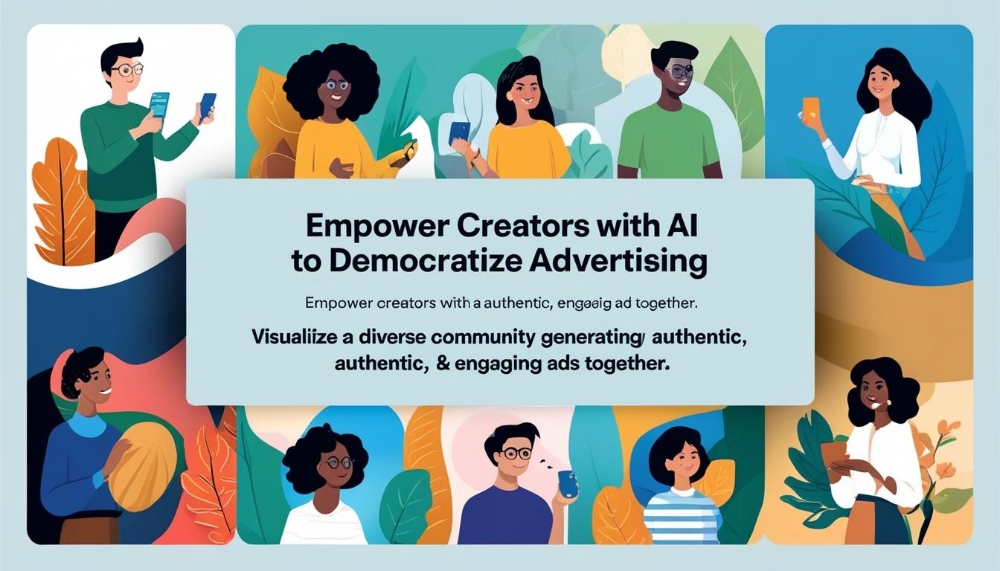 Empower Creators with AI
to Democratize Advertising
Empower creators with a authentic, engaaig ad together.
Visualiize a diverse community generating authentic,
authentic, & engaging ads together.